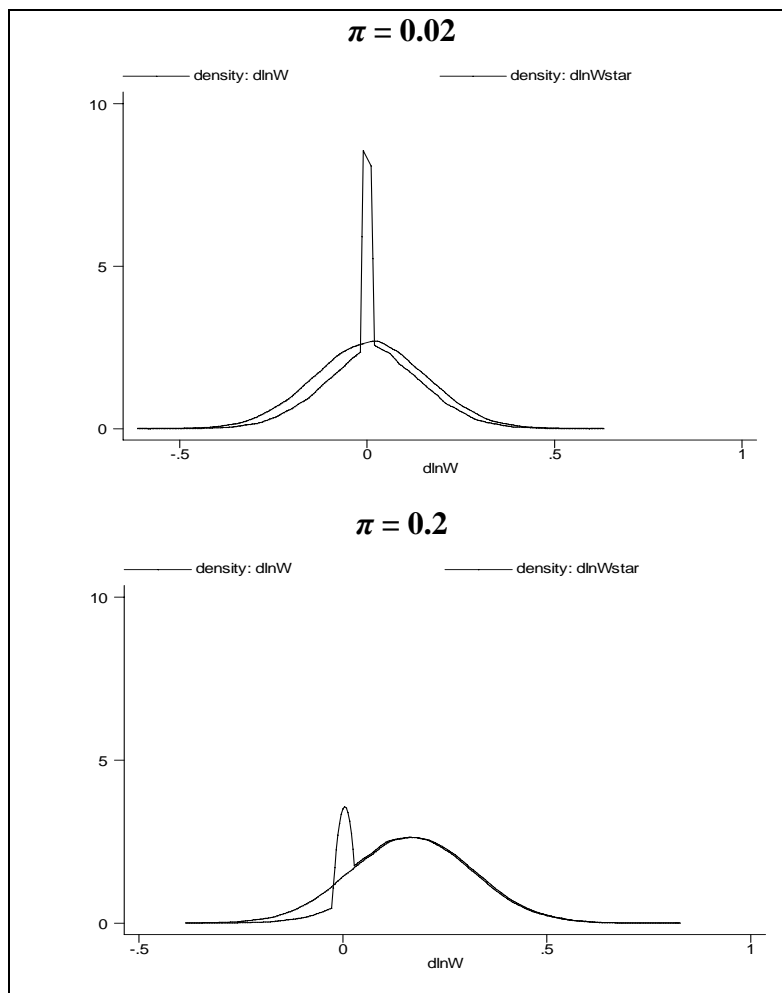 π = 0.02
density: dlnW density: dlnWstar
10
5
0
-.5 0 .5 1
dlnW
π = 0.2
density: dlnW density: dlnWstar
10
5
0
-.5 0 .5 1
dlnW